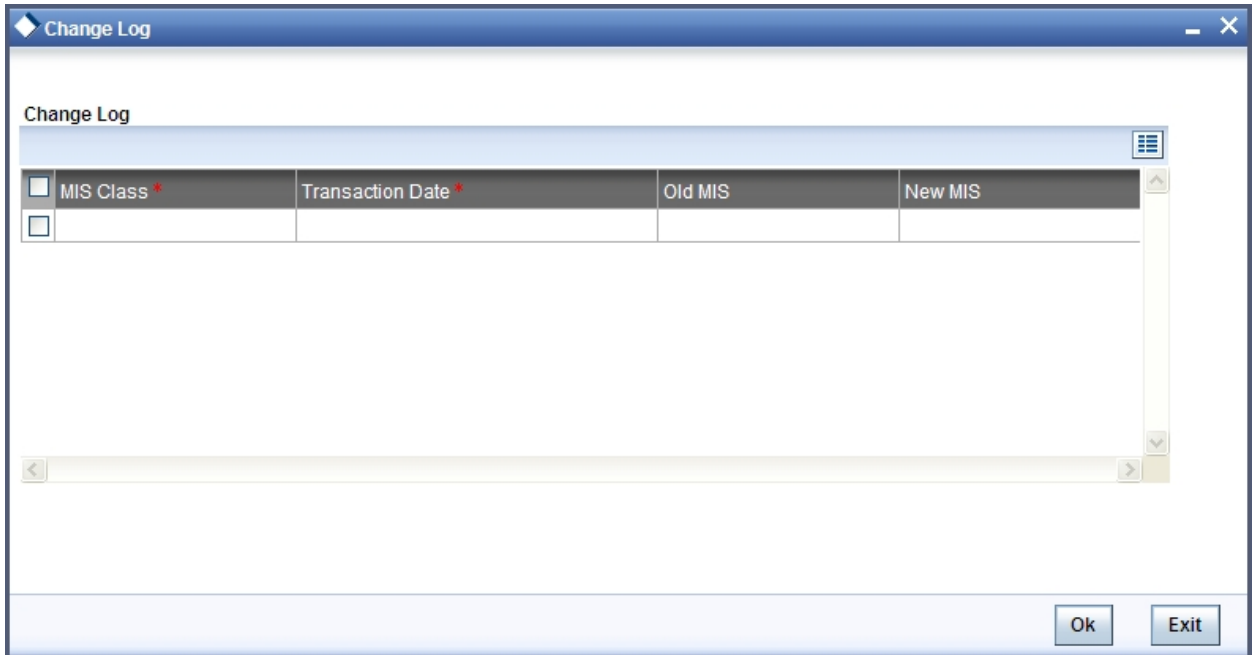 Change Log
Change Log
MIS Class * Transaction Date * Old MIS New MIS
Ok Exit